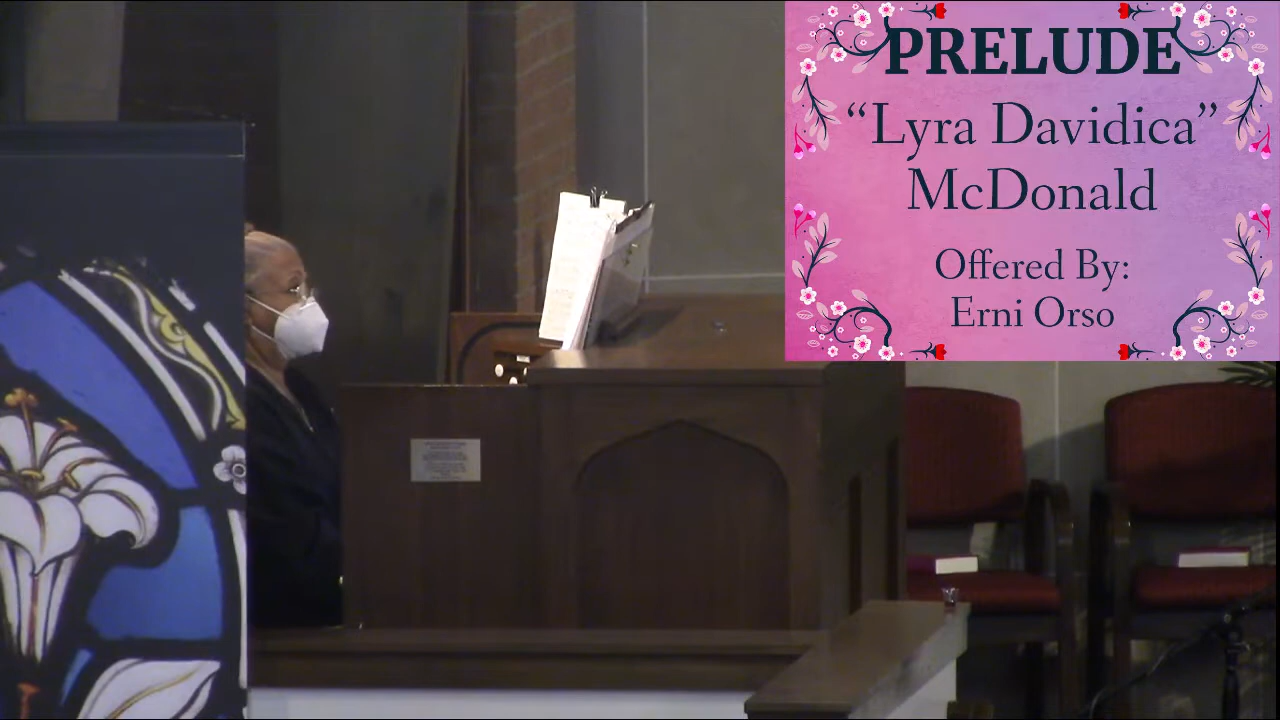 PRELUDE
“Lyra Davidica”
McDonald
Offered By:
Erni Orso